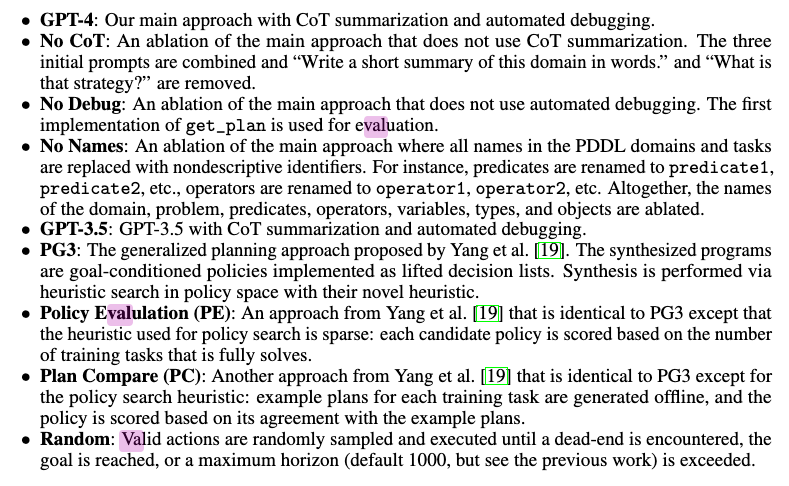 • GPT-4: Our main approach with CoT summarization and automated debugging.
• No CoT: An ablation of the main approach that does not use CoT summarization. The three
initial prompts are combined and “Write a short summary of this domain in words.” and “What is
that strategy?” are removed.
• No Debug: An ablation of the main approach that does not use automated debugging. The first
implementation of get_plan is used for evaluation.
• No Names: An ablation of the main approach where all names in the PDDL domains and tasks
are replaced with nondescriptive identifiers. For instance, predicates are renamed to predicate1,
predicate2, etc., operators are renamed to operator1, operator2, etc. Altogether, the names
of the domain, problem, predicates, operators, variables, types, and objects are ablated.
• GPT-3.5: GPT-3.5 with CoT summarization and automated debugging.
• PG3: The generalized planning approach proposed by Yang et al. [19]. The synthesized programs
are goal-conditioned policies implemented as lifted decision lists. Synthesis is performed via
heuristic search in policy space with their novel heuristic.
• Policy Evalulation (PE): An approach from Yang et al. [19] that is identical to PG3 except that
the heuristic used for policy search is sparse: each candidate policy is scored based on the number
of training tasks that is fully solves.
• Plan Compare (PC): Another approach from Yang et al. [19] that is identical to PG3 except for
the policy search heuristic: example plans for each training task are generated offline, and the
policy is scored based on its agreement with the example plans.
• Random: Valid actions are randomly sampled and executed until a dead-end is encountered, the
goal is reached, or a maximum horizon (default 1000, but see the previous work) is exceeded.